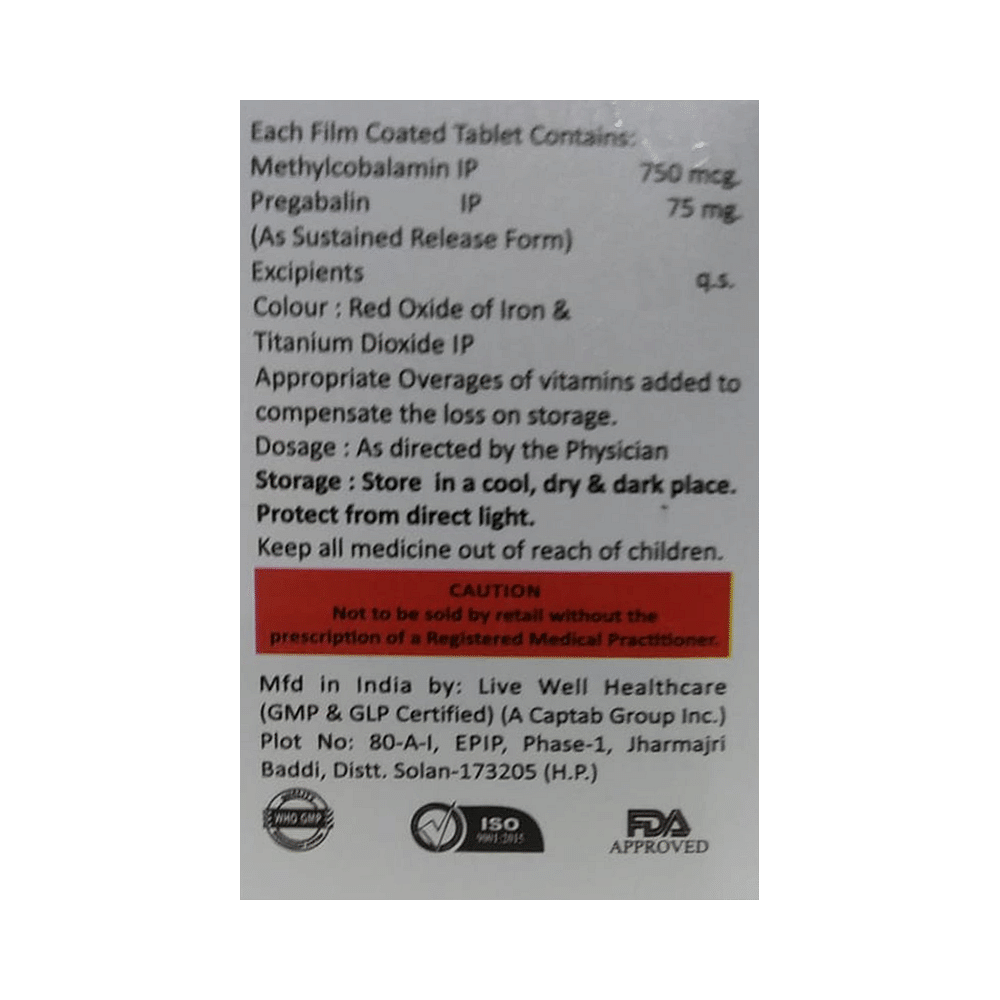 Each Film Coated Tablet Contains:
Methylcobalamin IP 750 mcg.
Pregabalin IP 75 mg.
(As Sustained Release Form)
Excipients q.s.
Colour : Red Oxide of Iron &
Titanium Dioxide IP
Appropriate Overages of vitamins added to
compensate the loss on storage.
Dosage : As directed by the Physician
Storage : Store in a cool, dry & dark place.
Protect from direct light.
Keep all medicine out of reach of children.
CAUTION
Not to be sold by retail without the
prescription of a Registered Medical Practitioner.
Mfd in India by: Live Well Healthcare
(GMP & GLP Certified) (A Captab Group Inc.)
Plot No: 80-A-I, EPIP, Phase-1, Jharmajri
Baddi, Distt. Solan-173205 (H.P.)
QUALITY
WHO GMP
ISO
9001:2015
FDA
APPROVED